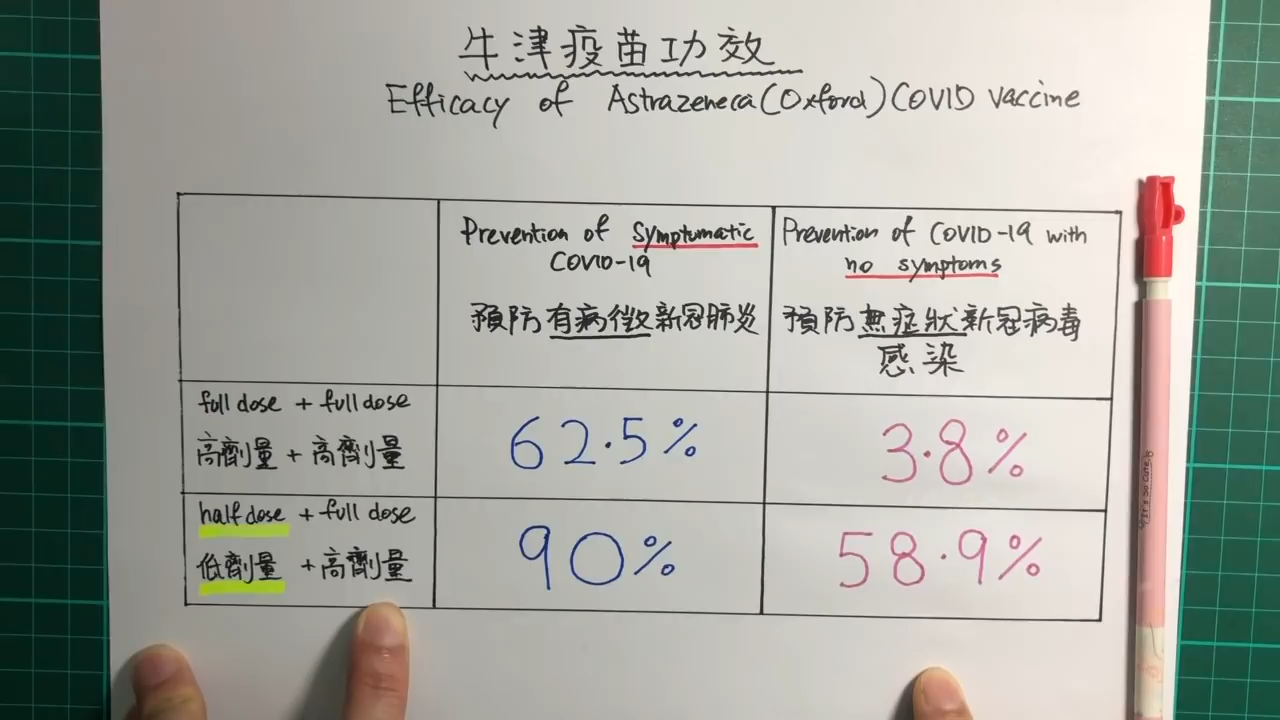 牛津疫苗功效
Efficacy of Astrazeneca(Oxford)COVID vaccine
Prevention of Symptomatic
COVID-19
預防有病徵新冠肺炎
Prevention of COVID-19 with
no symptoms
預防無症狀新冠病毒
感染
full dose + full dose
高劑量 + 高劑量
62.5%
3.8%
half dose + full dose
低劑量 + 高劑量
90%
58.9%